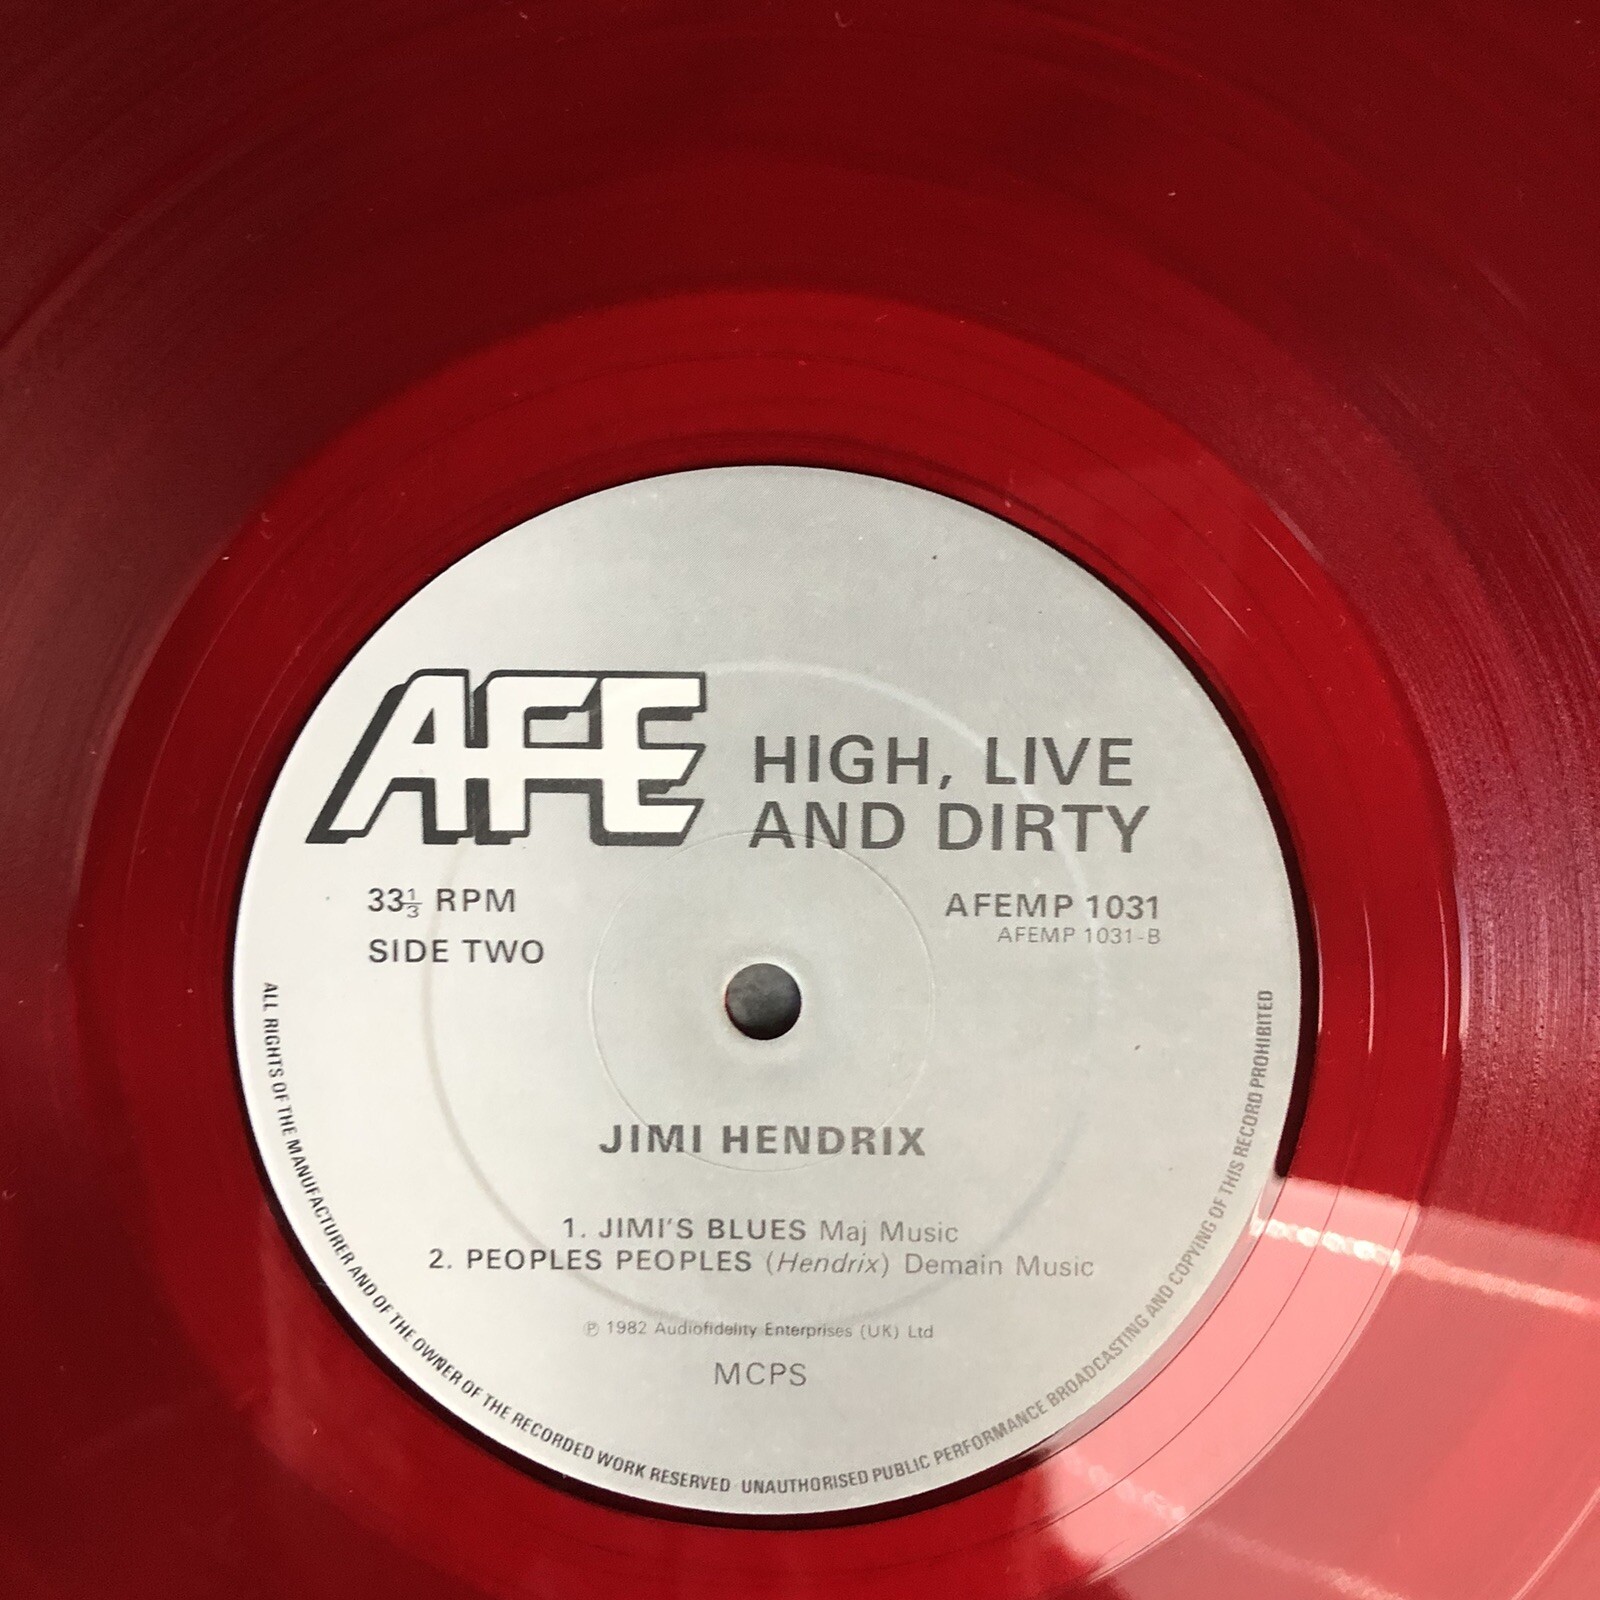 AFE
HIGH, LIVE
AND DIRTY
33⅓ RPM
SIDE TWO
AFEMP 1031
AFEMP 1031-B
JIMI HENDRIX
1. JIMI'S BLUES Maj Music
2. PEOPLES PEOPLES (Hendrix) Demain Music
℗ 1982 Audiofidelity Enterprises (UK) Ltd
MCPS
ALL RIGHTS OF THE MANUFACTURER AND OF THE OWNER OF THE RECORDED WORK RESERVED UNAUTHORISED PUBLIC PERFORMANCE BROADCASTING AND COPYING OF THIS RECORD PROHIBITED